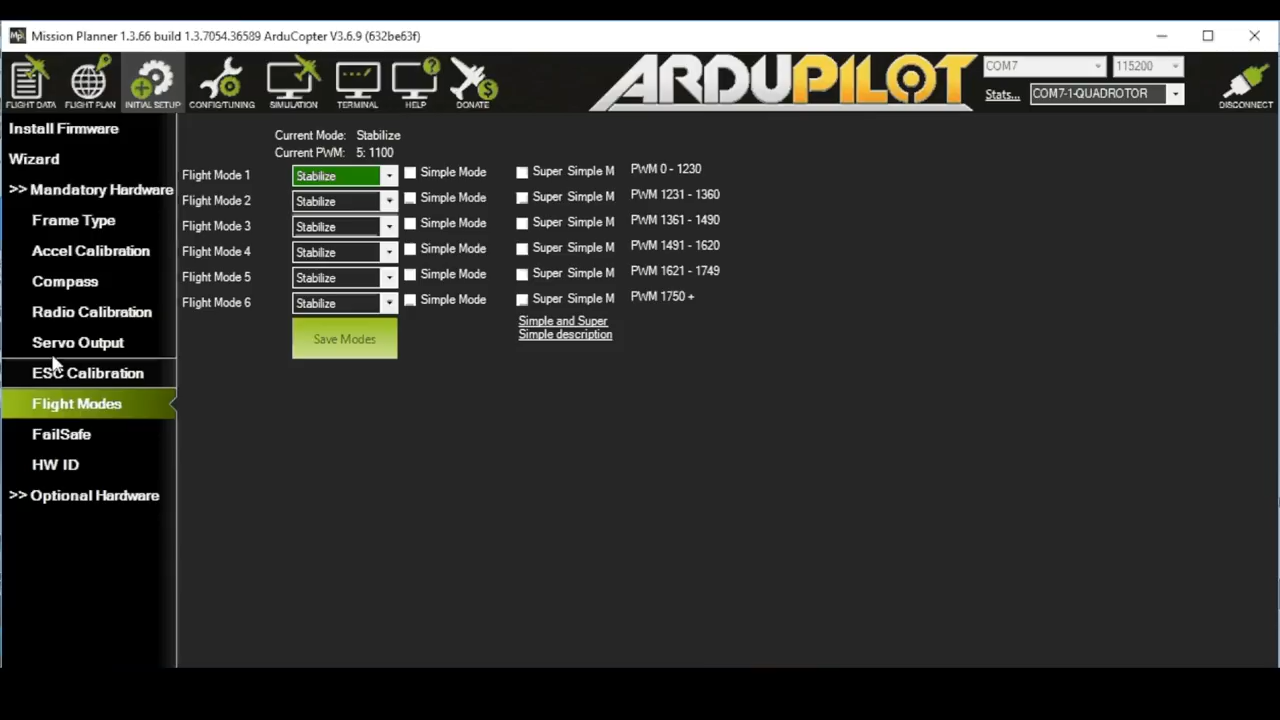 Mission Planner 1.3.66 build 1.3.7054.36589 ArduCopter V3.6.9 (632be63f)
FLIGHT DATA FLIGHT PLAN INITIAL SETUP CONFIG/TUNING SIMULATION TERMINAL HELP DONATE
ARDUPILOT
COM7 115200
Stats... COM7-1-QUADROTOR
DISCONNECT
Install Firmware
Wizard
>> Mandatory Hardware
Frame Type
Accel Calibration
Compass
Radio Calibration
Servo Output
ESC Calibration
Flight Modes
FailSafe
HW ID
>> Optional Hardware
Current Mode: Stabilize
Current PWM: 5: 1100
Flight Mode 1 Stabilize Simple Mode Super Simple M PWM 0 - 1230
Flight Mode 2 Stabilize Simple Mode Super Simple M PWM 1231 - 1360
Flight Mode 3 Stabilize Simple Mode Super Simple M PWM 1361 - 1490
Flight Mode 4 Stabilize Simple Mode Super Simple M PWM 1491 - 1620
Flight Mode 5 Stabilize Simple Mode Super Simple M PWM 1621 - 1749
Flight Mode 6 Stabilize Simple Mode Super Simple M PWM 1750 +
Save Modes
Simple and Super
Simple description